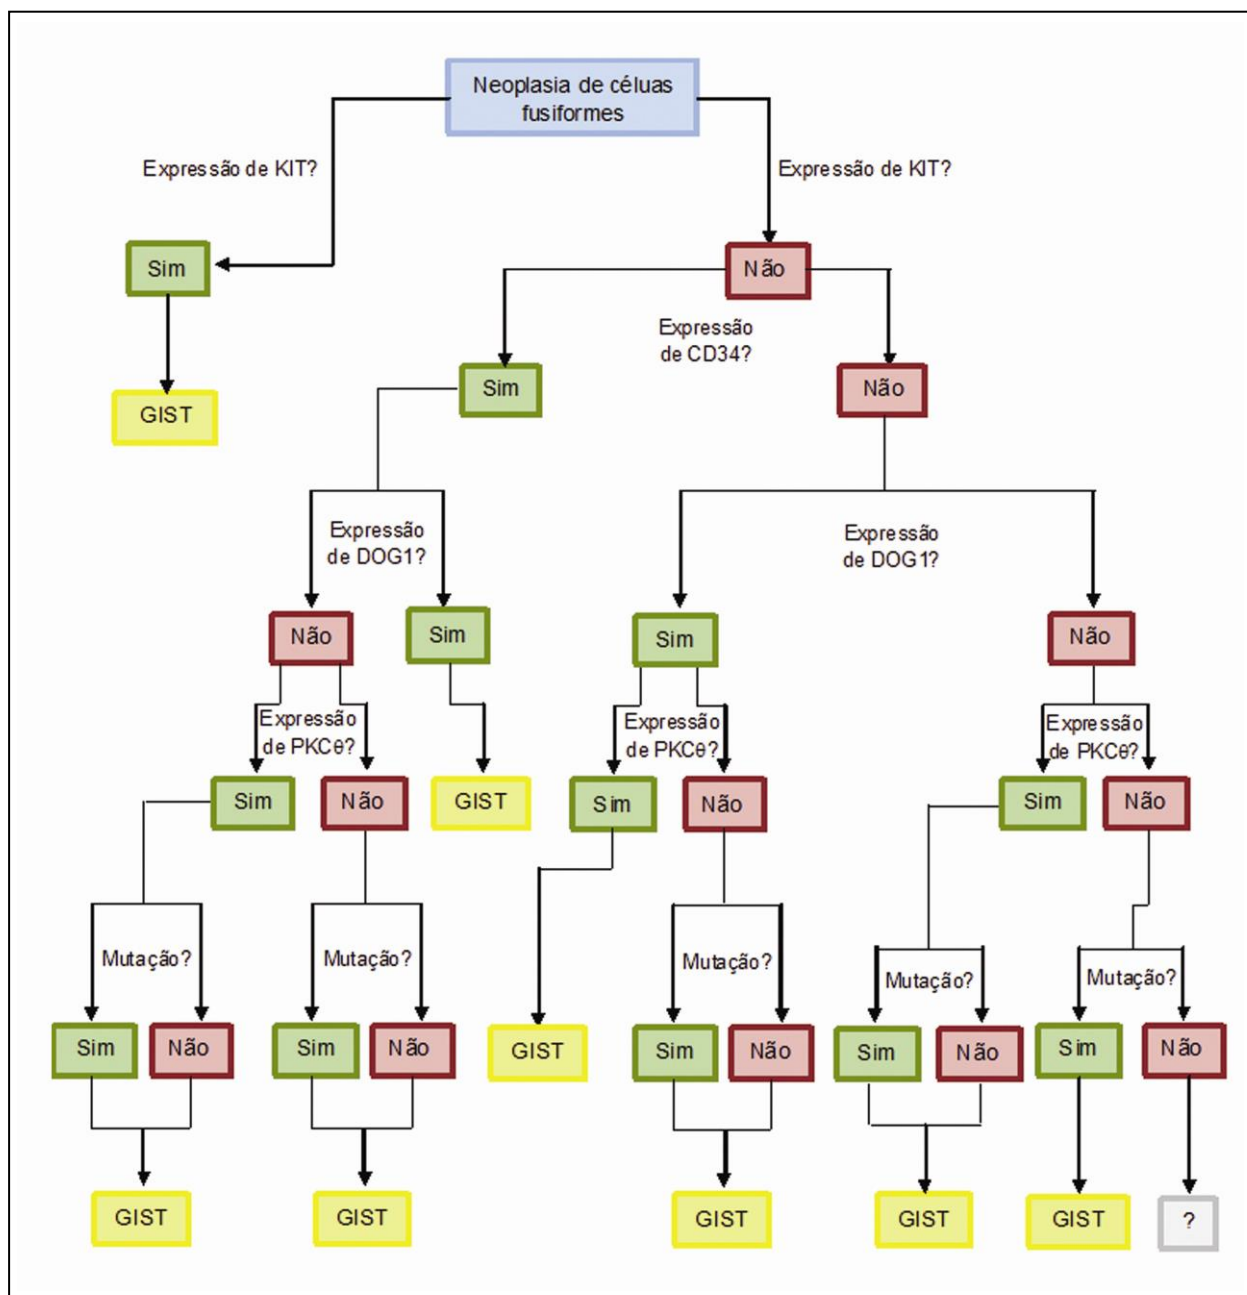 Neoplasia de céluas
fusiformes
Expressão de KIT?
Expressão de KIT?
Sim
Não
Expressão
de CD34?
Sim
Não
GIST
Expressão
de DOG1?
Expressão
de DOG1?
Não
Sim
Sim
Não
Expressão
de PKCθ?
Expressão
de PKCθ?
Expressão
de PKCθ?
Sim
Não
GIST
Sim
Não
Sim
Não
Mutação?
Mutação?
Mutação?
Mutação?
Mutação?
Sim
Não
Sim
Não
GIST
Sim
Não
Sim
Não
Sim
Não
GIST
GIST
GIST
GIST
GIST
?